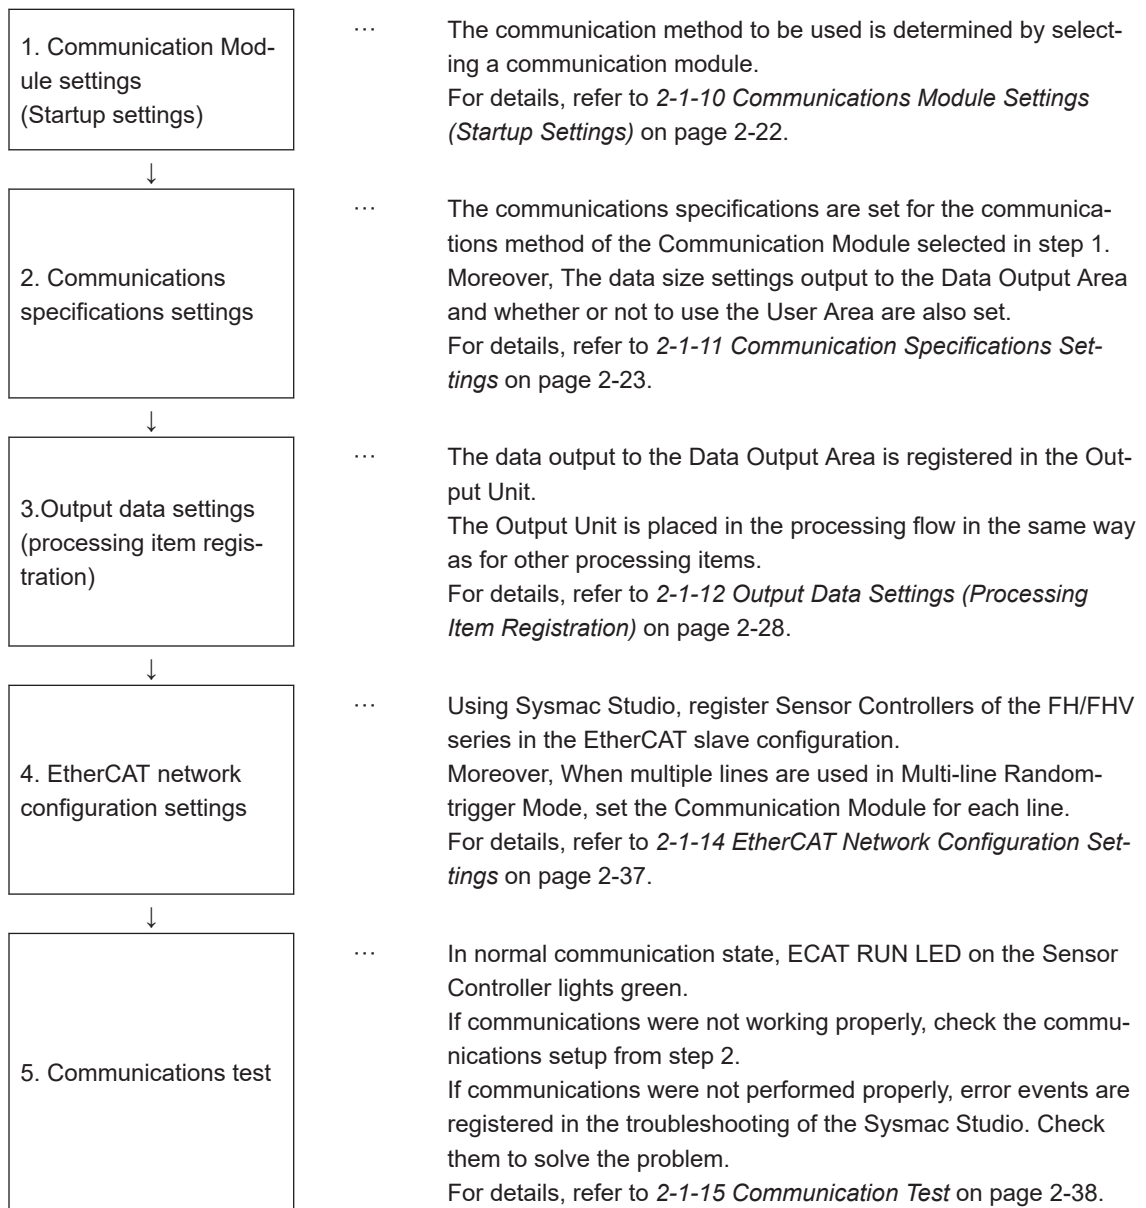 1. Communication Mod-
ule settings
(Startup settings)
…
The communication method to be used is determined by select-
ing a communication module.
For details, refer to 2-1-10 Communications Module Settings
(Startup Settings) on page 2-22.
↓
2. Communications
specifications settings
…
The communications specifications are set for the communica-
tions method of the Communication Module selected in step 1.
Moreover, The data size settings output to the Data Output Area
and whether or not to use the User Area are also set.
For details, refer to 2-1-11 Communication Specifications Set-
tings on page 2-23.
↓
3.Output data settings
(processing item regis-
tration)
…
The data output to the Data Output Area is registered in the Out-
put Unit.
The Output Unit is placed in the processing flow in the same way
as for other processing items.
For details, refer to 2-1-12 Output Data Settings (Processing
Item Registration) on page 2-28.
↓
4. EtherCAT network
configuration settings
…
Using Sysmac Studio, register Sensor Controllers of the FH/FHV
series in the EtherCAT slave configuration.
Moreover, When multiple lines are used in Multi-line Random-
trigger Mode, set the Communication Module for each line.
For details, refer to 2-1-14 EtherCAT Network Configuration Set-
tings on page 2-37.
↓
5. Communications test
…
In normal communication state, ECAT RUN LED on the Sensor
Controller lights green.
If communications were not working properly, check the commu-
nications setup from step 2.
If communications were not performed properly, error events are
registered in the troubleshooting of the Sysmac Studio. Check
them to solve the problem.
For details, refer to 2-1-15 Communication Test on page 2-38.